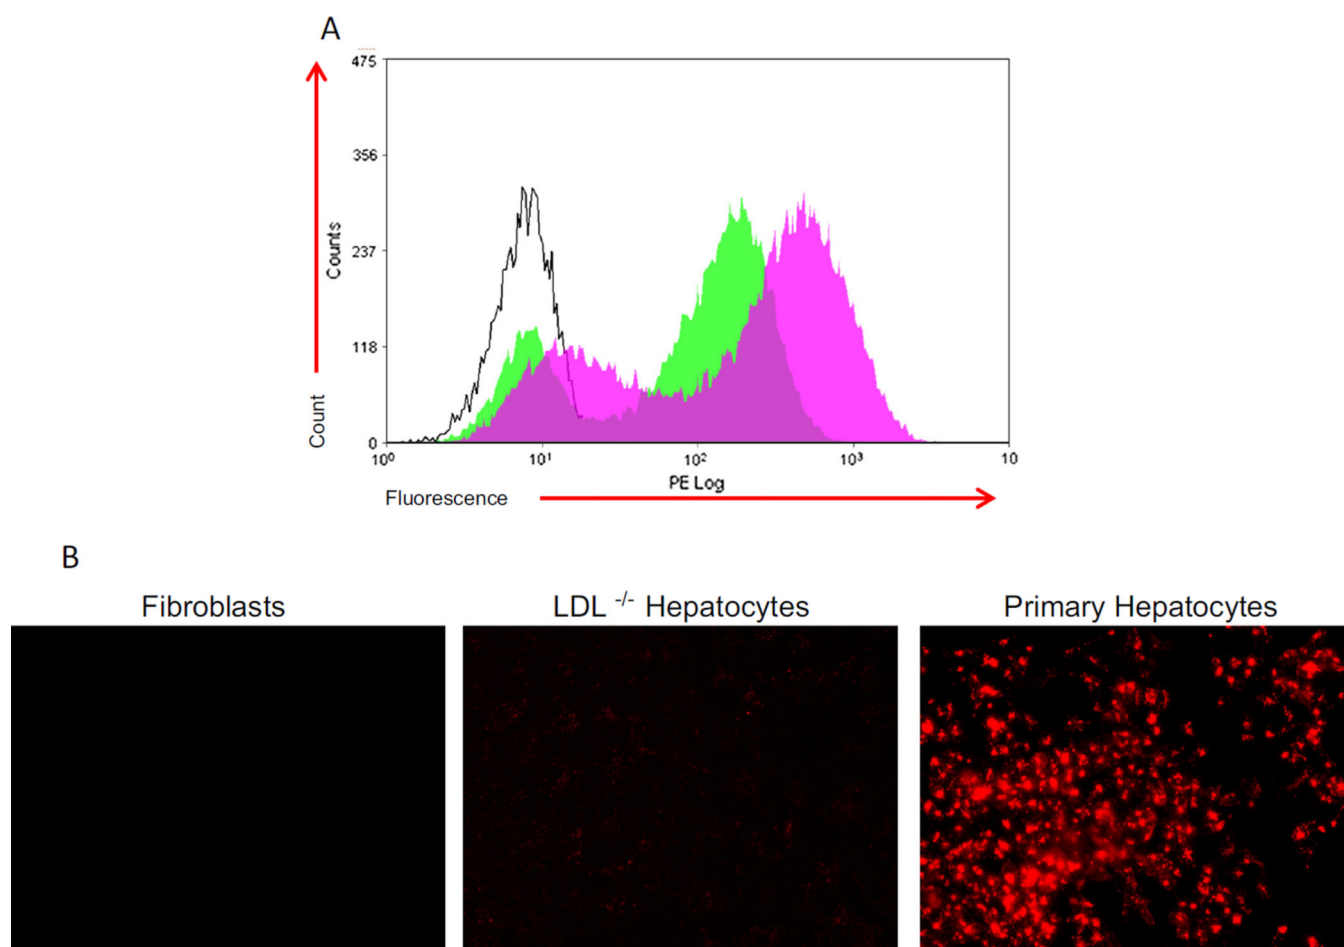 A
475
356
237
118
0
Counts
Count
10⁰ 10¹ 10² 10³ 10
PE Log
Fluorescence
B
Fibroblasts LDL -/- Hepatocytes Primary Hepatocytes